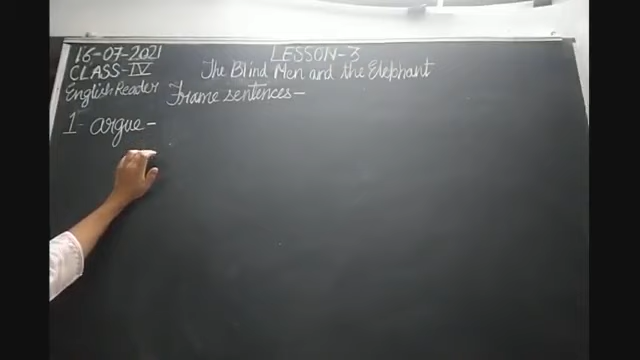 16-07-2021
LESSON-3
CLASS-IV
The Blind Men and the Elephant
English Reader
Frame sentences-
1- argue-